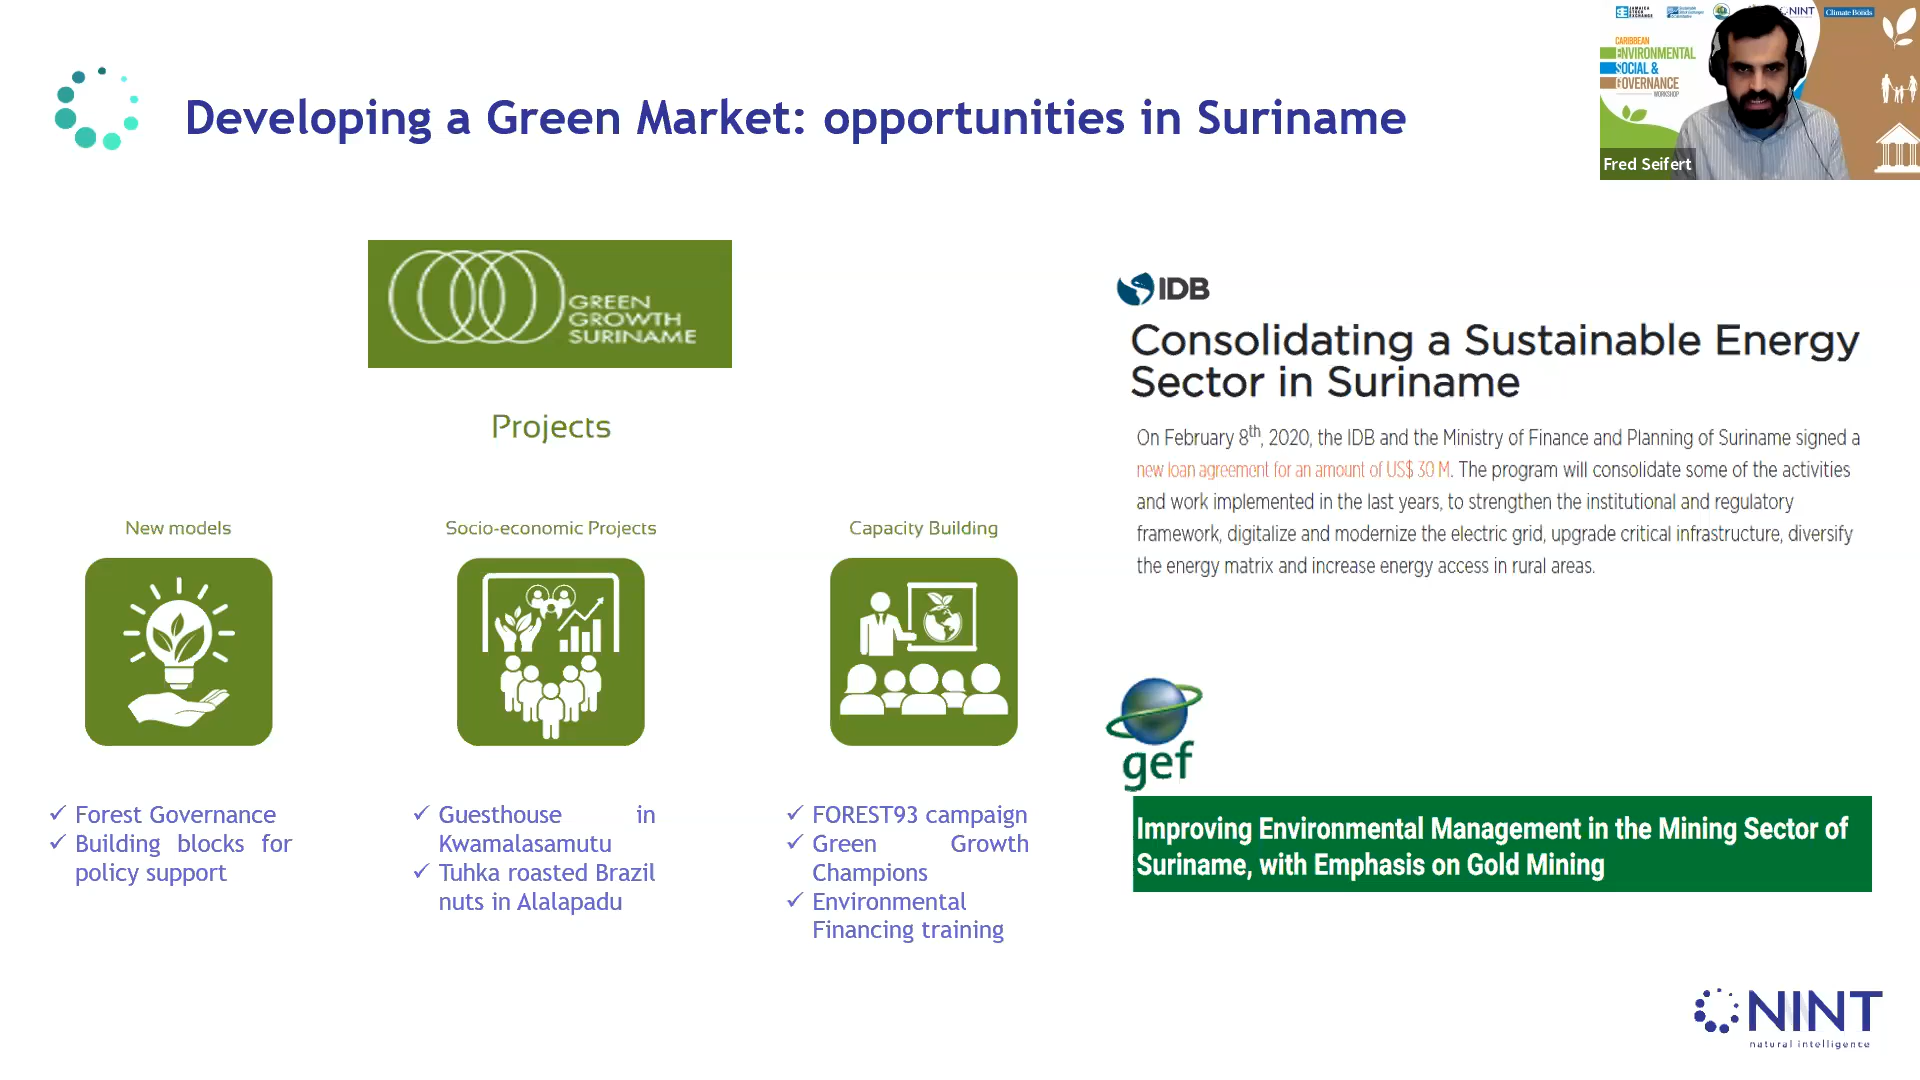 Developing a Green Market: opportunities in Suriname
JAMAICA
STOCK
EXCHANGE
NINT
Climate Bonds
CARIBBEAN
ENVIRONMENTAL
SOCIAL &
GOVERNANCE
WORKSHOP
Fred Seifert
GREEN
GROWTH
SURINAME
Projects
New models
Socio-economic Projects
Capacity Building
✓ Forest Governance
✓ Building blocks for
policy support
✓ Guesthouse in
Kwamalasamutu
✓ Tuhka roasted Brazil
nuts in Alalapadu
✓ FOREST93 campaign
✓ Green Growth
Champions
✓ Environmental
Financing training
IDB
Consolidating a Sustainable Energy
Sector in Suriname
On February 8th, 2020, the IDB and the Ministry of Finance and Planning of Suriname signed a
new loan agreement for an amount of US$ 30 M. The program will consolidate some of the activities
and work implemented in the last years, to strengthen the institutional and regulatory
framework, digitalize and modernize the electric grid, upgrade critical infrastructure, diversify
the energy matrix and increase energy access in rural areas.
gef
Improving Environmental Management in the Mining Sector of
Suriname, with Emphasis on Gold Mining
NINT
natural intelligence